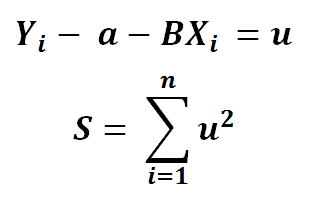 Yᵢ − a − BXᵢ = u
S = ∑ⁿᵢ₌₁ u²